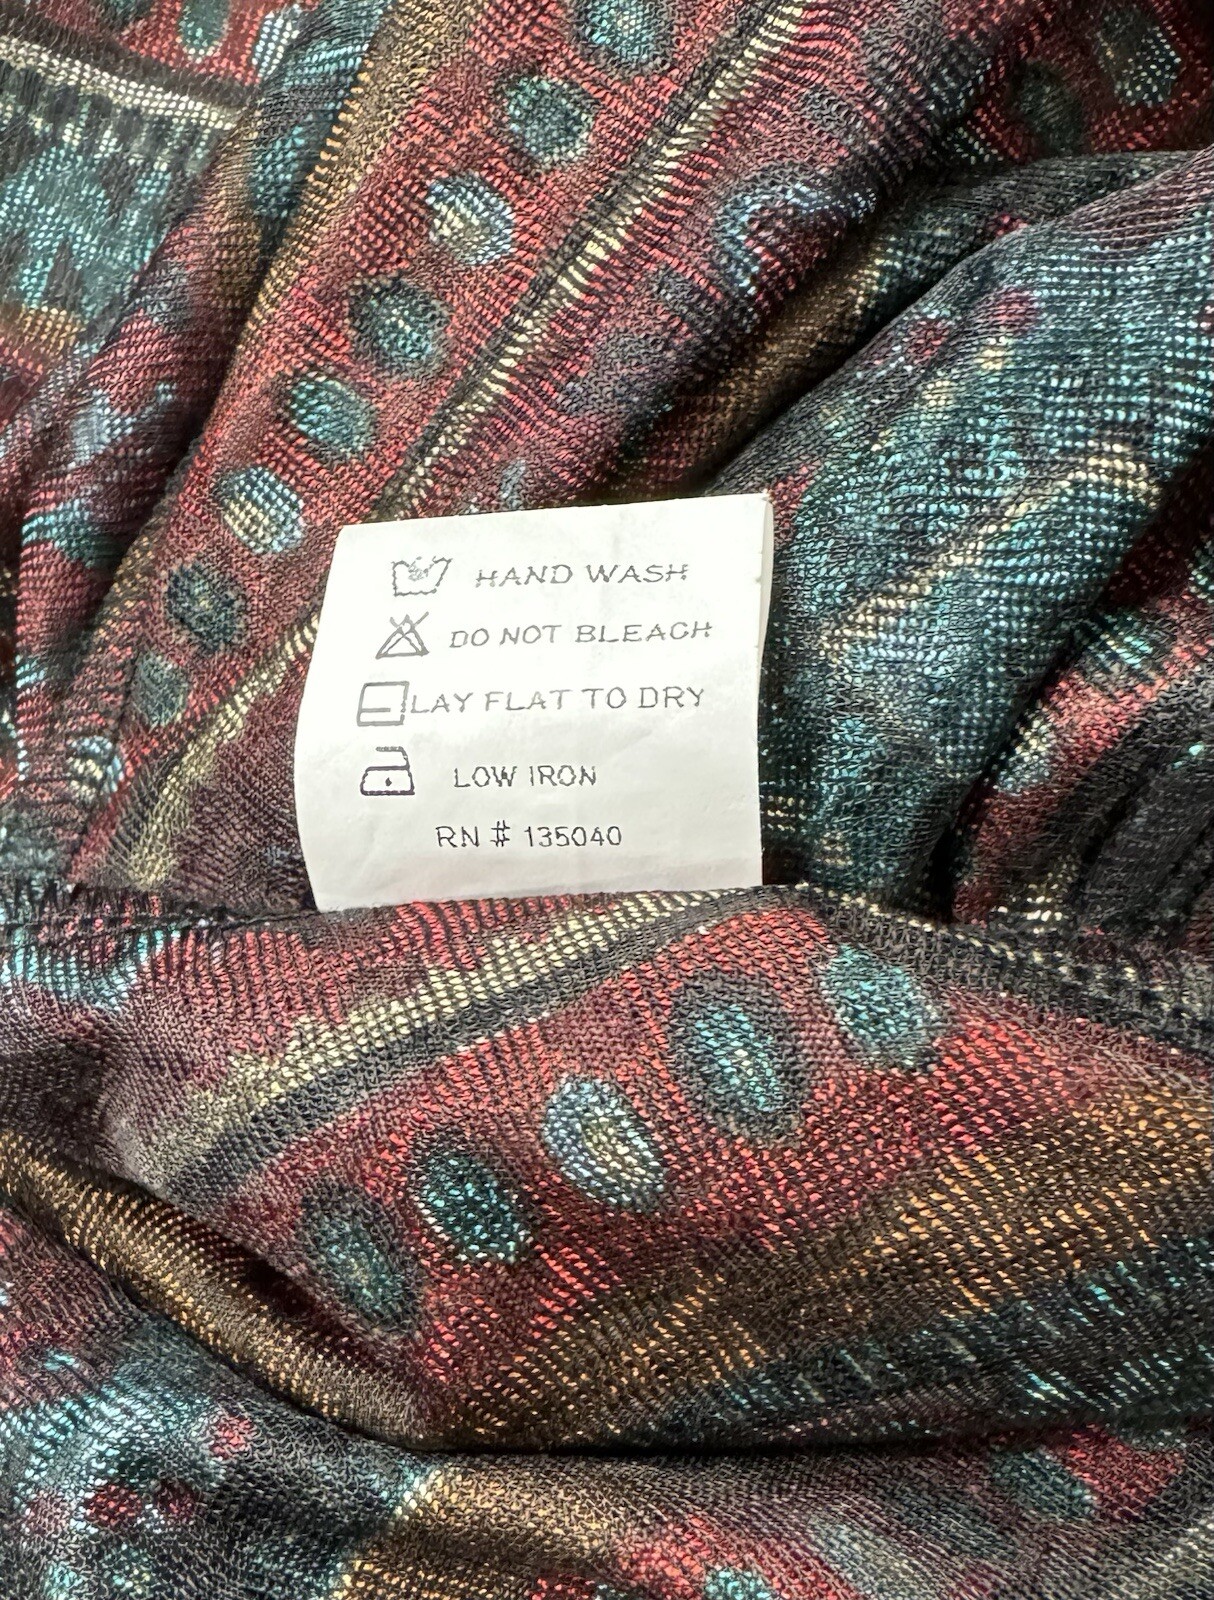 HAND WASH
DO NOT BLEACH
LAY FLAT TO DRY
LOW IRON
RN # 135040